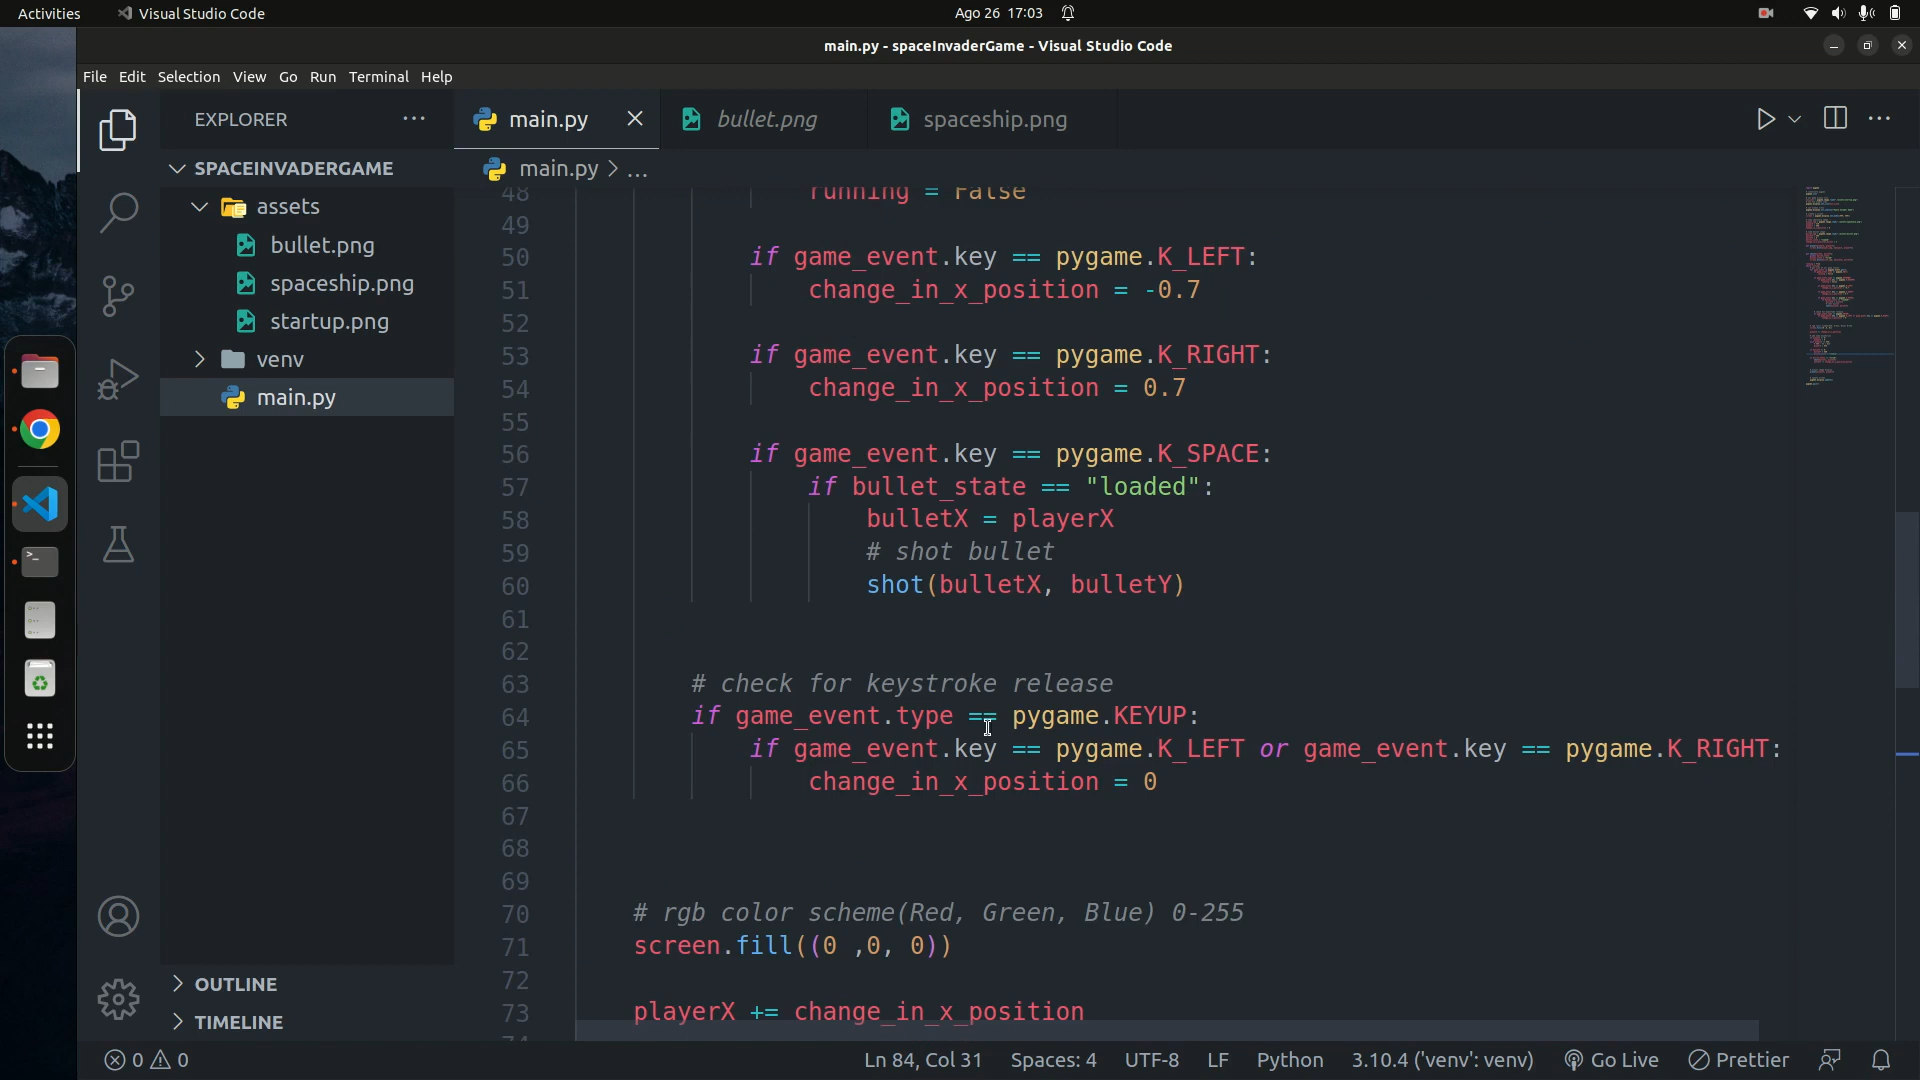 Activities
Visual Studio Code
Ago 26 17:03
main.py - spaceInvaderGame - Visual Studio Code
File Edit Selection View Go Run Terminal Help
EXPLORER
main.py
bullet.png
spaceship.png
SPACEINVADERGAME
assets
bullet.png
spaceship.png
startup.png
venv
main.py
OUTLINE
TIMELINE
main.py > ...
48 running = False
49
50 if game_event.key == pygame.K_LEFT:
51 change_in_x_position = -0.7
52
53 if game_event.key == pygame.K_RIGHT:
54 change_in_x_position = 0.7
55
56 if game_event.key == pygame.K_SPACE:
57 if bullet_state == "loaded":
58 bulletX = playerX
59 # shot bullet
60 shot(bulletX, bulletY)
61
62
63 # check for keystroke release
64 if game_event.type == pygame.KEYUP:
65 if game_event.key == pygame.K_LEFT or game_event.key == pygame.K_RIGHT:
66 change_in_x_position = 0
67
68
69
70 # rgb color scheme(Red, Green, Blue) 0-255
71 screen.fill((0 ,0, 0))
72
73 playerX += change_in_x_position
0 0
Ln 84, Col 31
Spaces: 4
UTF-8
LF
Python
3.10.4 ('venv': venv)
Go Live
Prettier